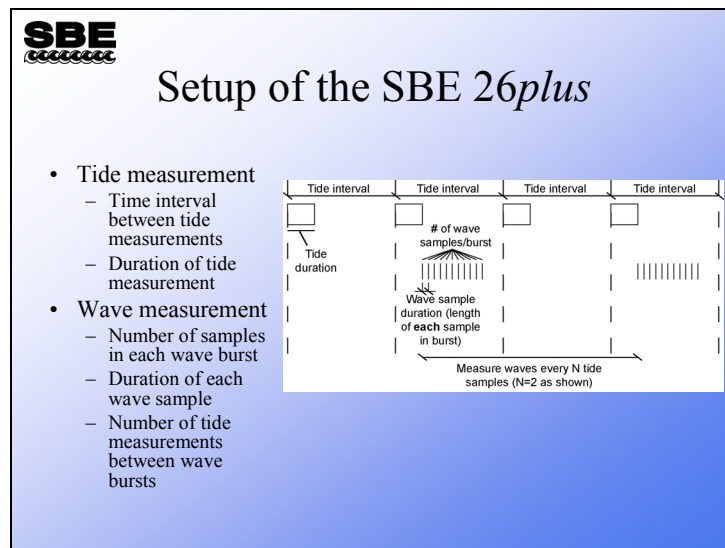 SBE
Setup of the SBE 26plus
• Tide measurement
– Time interval
between tide
measurements
– Duration of tide
measurement
• Wave measurement
– Number of samples
in each wave burst
– Duration of each
wave sample
– Number of tide
measurements
between wave
bursts
Tide interval
Tide interval
Tide interval
Tide interval
# of wave
samples/burst
Tide
duration
Wave sample
duration (length
of each sample
in burst)
Measure waves every N tide
samples (N=2 as shown)